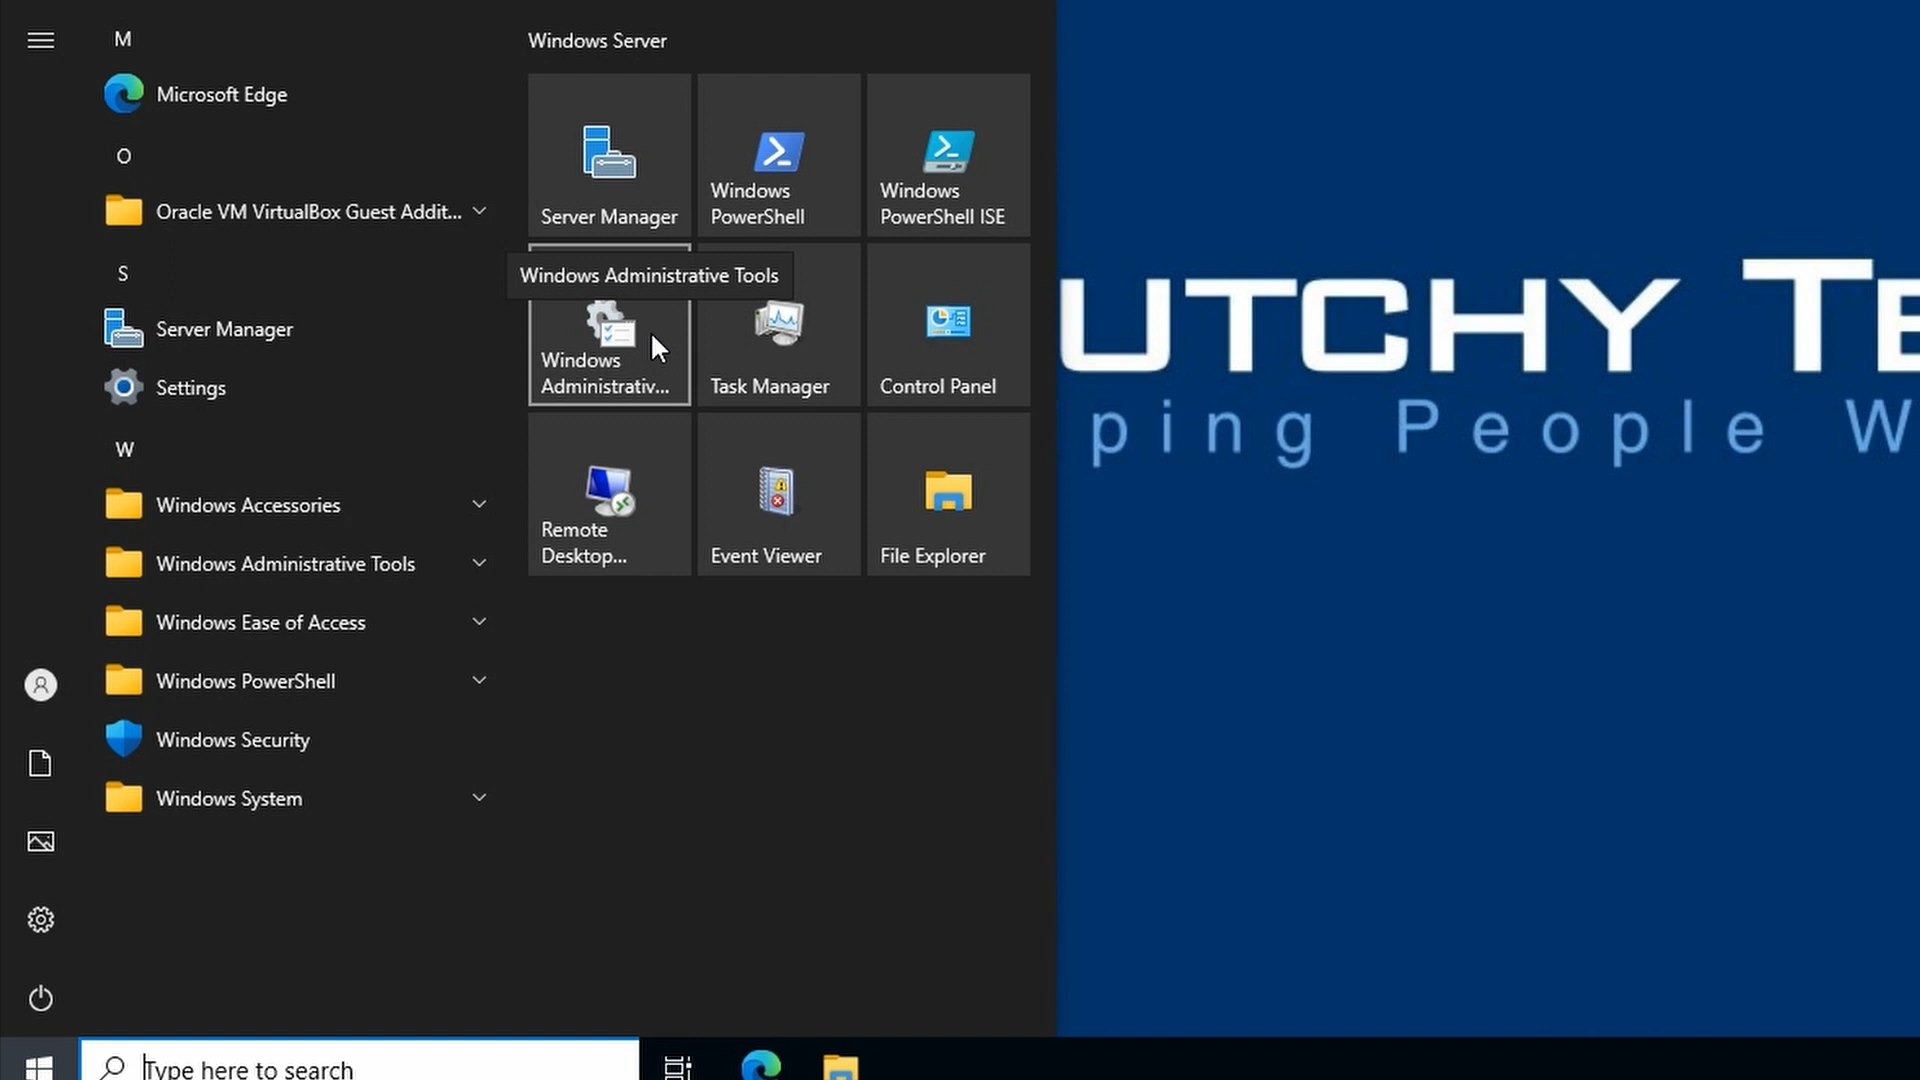 M
Microsoft Edge
O
Oracle VM VirtualBox Guest Addit...
S
Server Manager
Settings
W
Windows Accessories
Windows Administrative Tools
Windows Ease of Access
Windows PowerShell
Windows Security
Windows System
Windows Server
Server Manager
Windows
PowerShell
Windows
PowerShell ISE
Windows Administrative Tools
Windows
Administrativ...
Task Manager
Control Panel
Remote
Desktop...
Event Viewer
File Explorer
UTCHY TE
ping People W
Type here to search